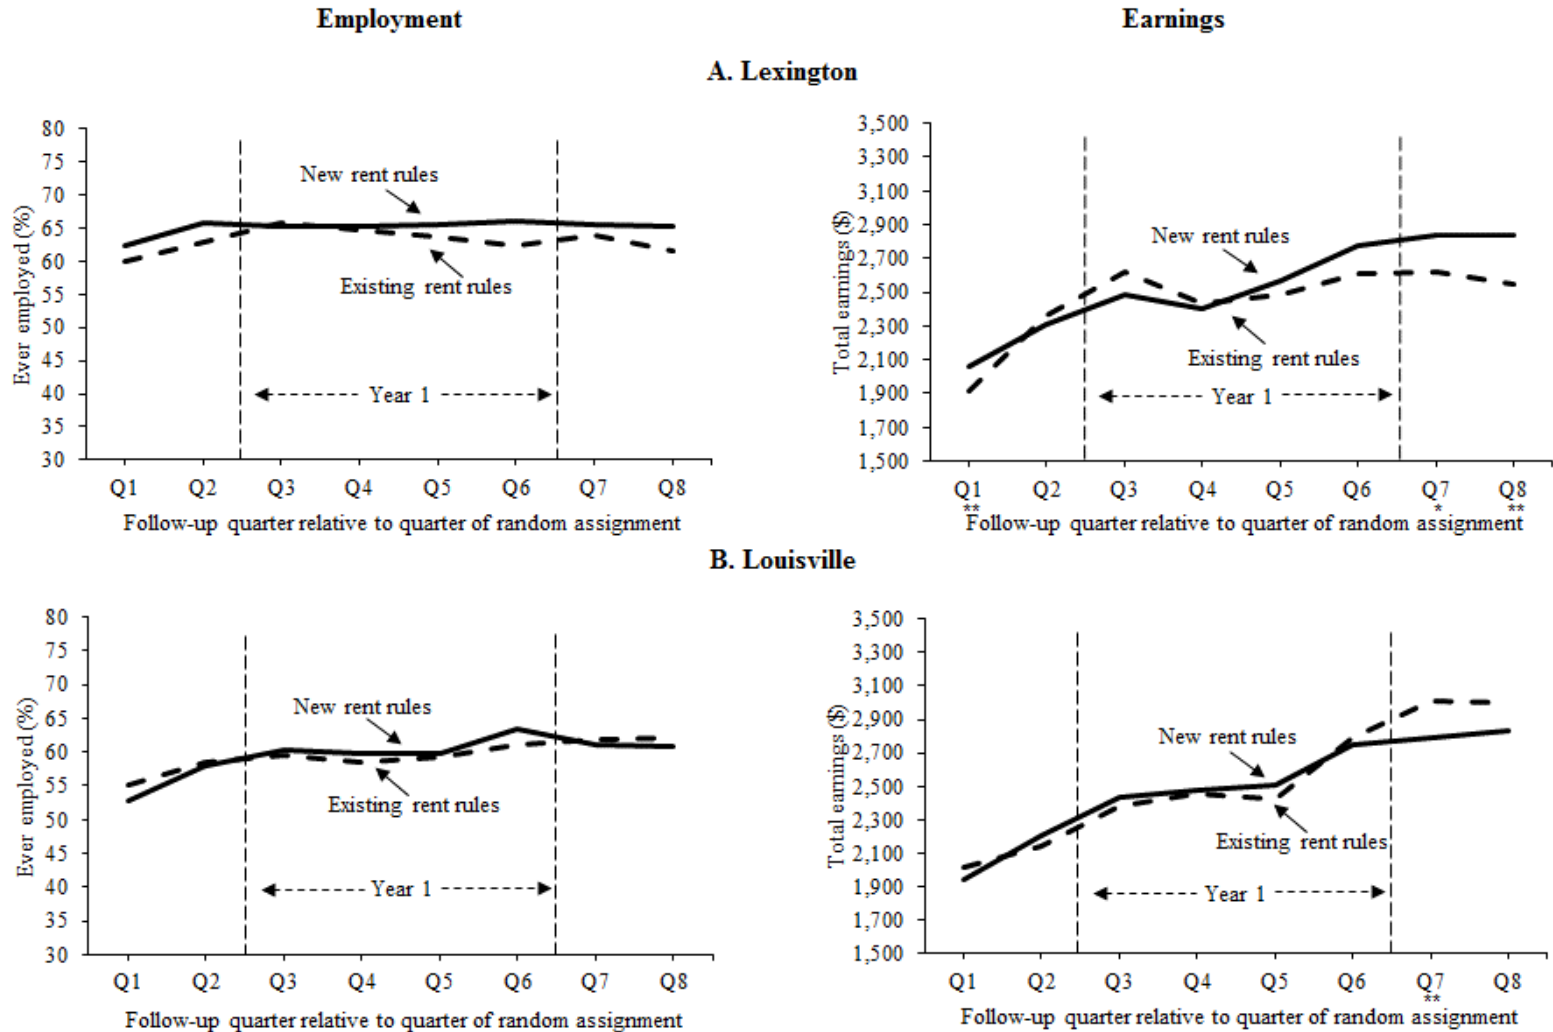 Employment
Earnings
A. Lexington
80
75
70
65
60
55
50
45
40
35
30
Ever employed (%)
New rent rules
Existing rent rules
Year 1
Q1 Q2 Q3 Q4 Q5 Q6 Q7 Q8
Follow-up quarter relative to quarter of random assignment
3,500
3,300
3,100
2,900
2,700
2,500
2,300
2,100
1,900
1,700
1,500
Total earnings ($)
New rent rules
Existing rent rules
Year 1
Q1 Q2 Q3 Q4 Q5 Q6 Q7 Q8
** * **
Follow-up quarter relative to quarter of random assignment
B. Louisville
80
75
70
65
60
55
50
45
40
35
30
Ever employed (%)
New rent rules
Existing rent rules
Year 1
Q1 Q2 Q3 Q4 Q5 Q6 Q7 Q8
Follow-up quarter relative to quarter of random assignment
3,500
3,300
3,100
2,900
2,700
2,500
2,300
2,100
1,900
1,700
1,500
Total earnings ($)
New rent rules
Existing rent rules
Year 1
Q1 Q2 Q3 Q4 Q5 Q6 Q7 Q8
**
Follow-up quarter relative to quarter of random assignment